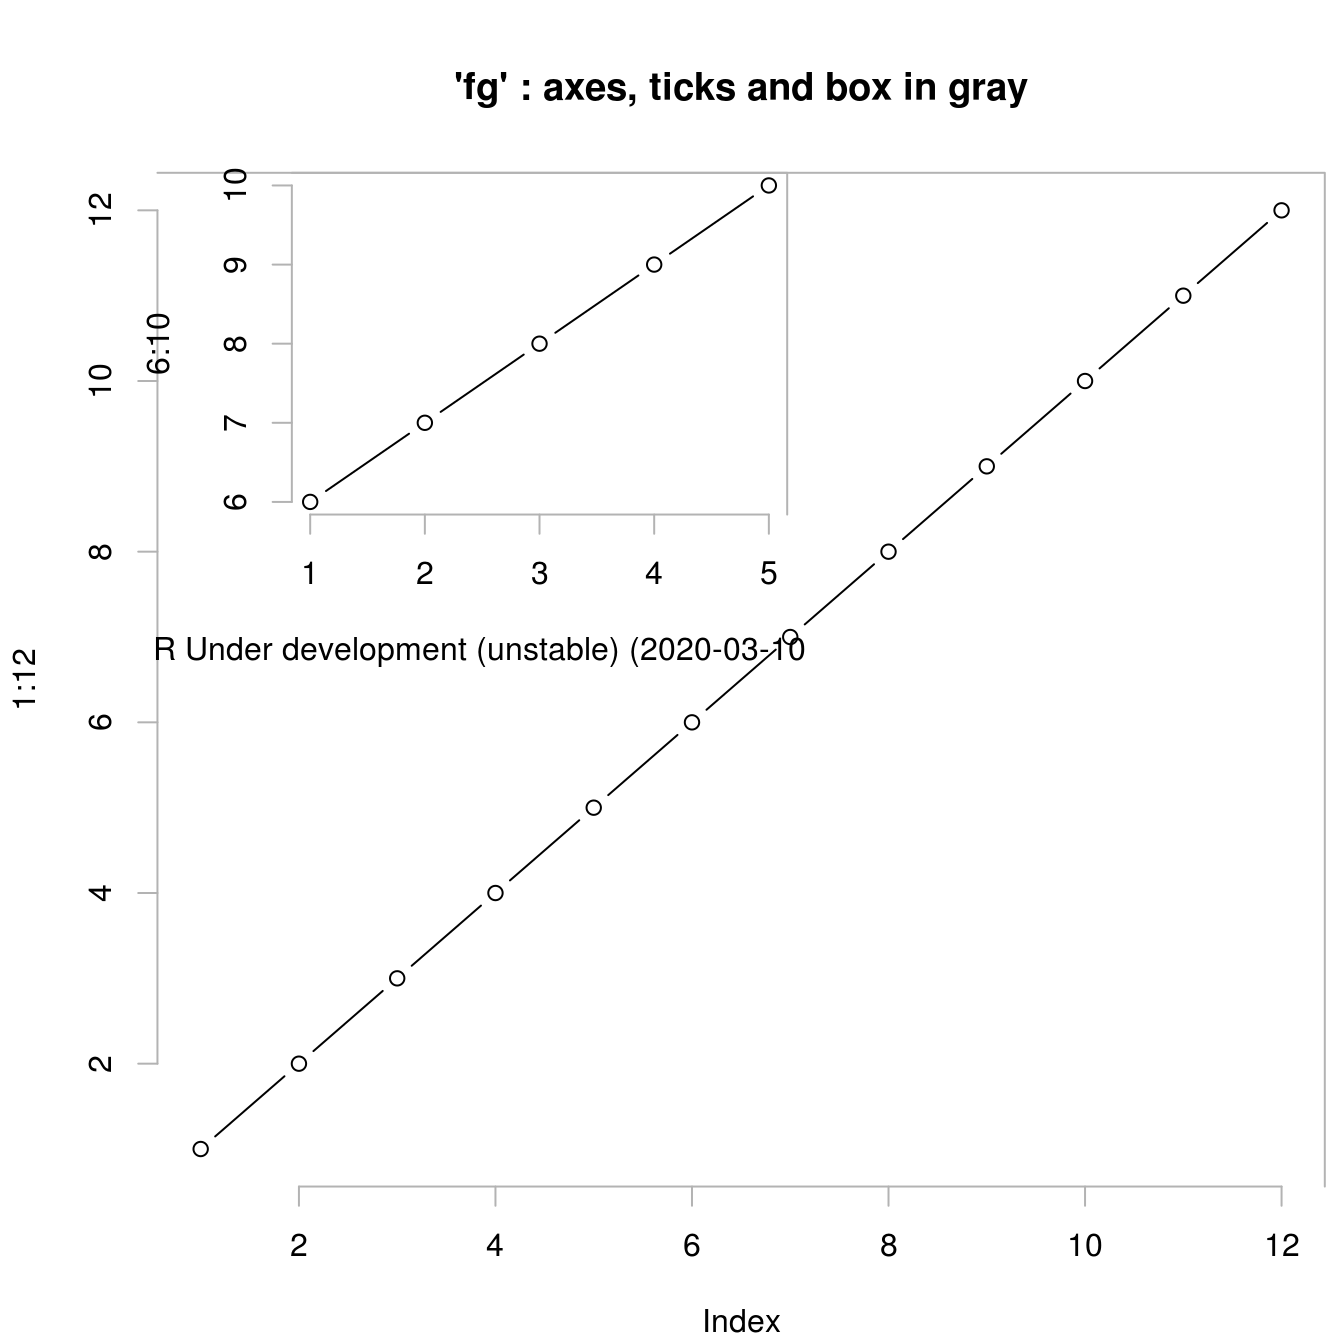 'fg' : axes, ticks and box in gray
12
10
8
6
4
2
1:12
10
9
8
7
6
6:10
1 2 3 4 5
R Under development (unstable) (2020-03-10
2 4 6 8 10 12
Index